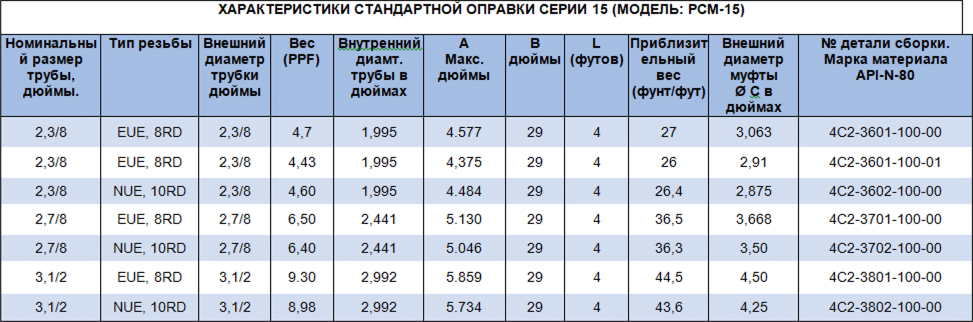 ХАРАКТЕРИСТИКИ СТАНДАРТНОЙ ОПРАВКИ СЕРИИ 15 (МОДЕЛЬ: РСМ-15)
Номинальны
й размер
трубы,
дюймы.
Тип резьбы
Внешний
диаметр
трубки
дюймы
Вес
(PPF)
Внутренний
диамт.
трубы в
дюймах
А
Макс.
дюймы
В
дюймы
L
(футов)
Приблизит
ельный
вес
(фунт/фут)
Внешний
диаметр
муфты
Ø С в
дюймах
№ детали сборки.
Марка материала
API-N-80
2,3/8 EUE, 8RD 2,3/8 4,7 1,995 4.577 29 4 27 3,063 4C2-3601-100-00
2,3/8 EUE, 8RD 2,3/8 4,43 1,995 4,375 29 4 26 2,91 4C2-3601-100-01
2,3/8 NUE, 10RD 2,3/8 4,60 1,995 4.484 29 4 26,4 2,875 4C2-3602-100-00
2,7/8 EUE, 8RD 2,7/8 6,50 2,441 5.130 29 4 36,5 3,668 4C2-3701-100-00
2,7/8 NUE, 10RD 2,7/8 6,40 2,441 5.046 29 4 36,3 3,50 4C2-3702-100-00
3,1/2 EUE, 8RD 3,1/2 9.30 2,992 5.859 29 4 44,5 4,50 4C2-3801-100-00
3,1/2 NUE, 10RD 3,1/2 8,98 2,992 5.734 29 4 43,6 4,25 4C2-3802-100-00